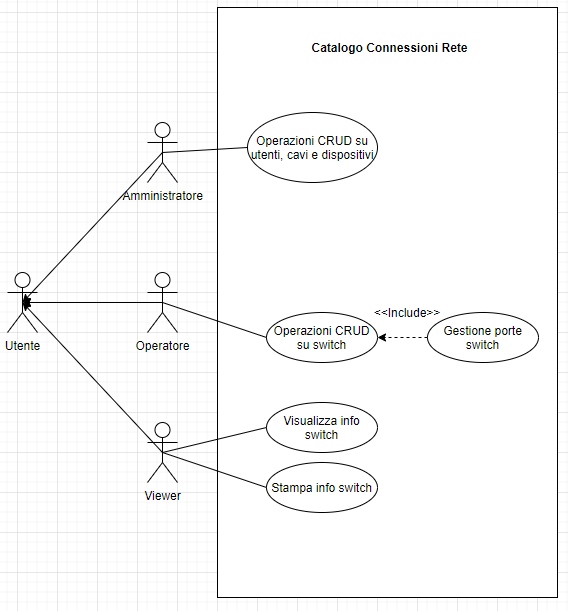 Catalogo Connessioni Rete
Operazioni CRUD su
utenti, cavi e dispositivi
Amministratore
<<Include>>
Operazioni CRUD
su switch
Gestione porte
switch
Utente
Operatore
Visualizza info
switch
Stampa info switch
Viewer